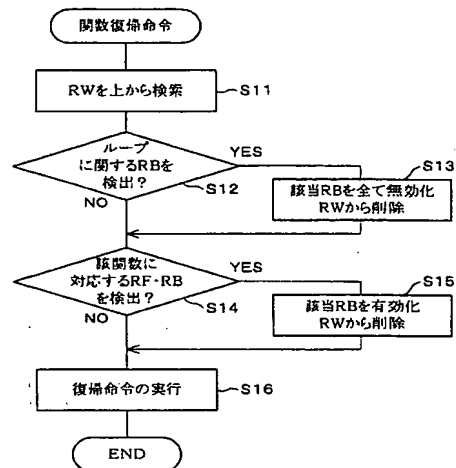 関数復帰命令
RWを上から検索
S11
ループ
に関するRBを
検出?
YES
S12
NO
S13
該当RBを全て無効化
RWから削除
該関数に
対応するRF・RB
を検出?
YES
S14
NO
S15
該当RBを有効化
RWから削除
復帰命令の実行
S16
END